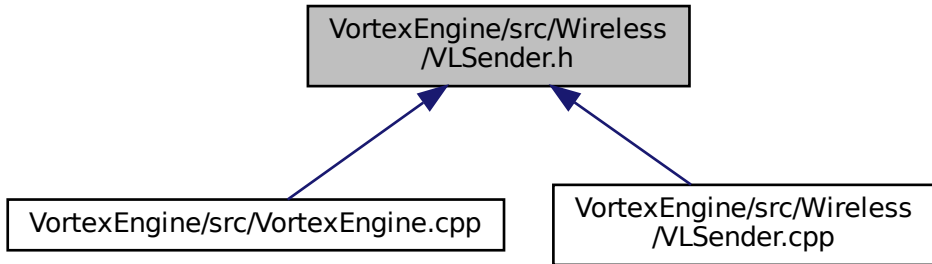 VortexEngine/src/Wireless
/VLSender.h
VortexEngine/src/VortexEngine.cpp
VortexEngine/src/Wireless
/VLSender.cpp